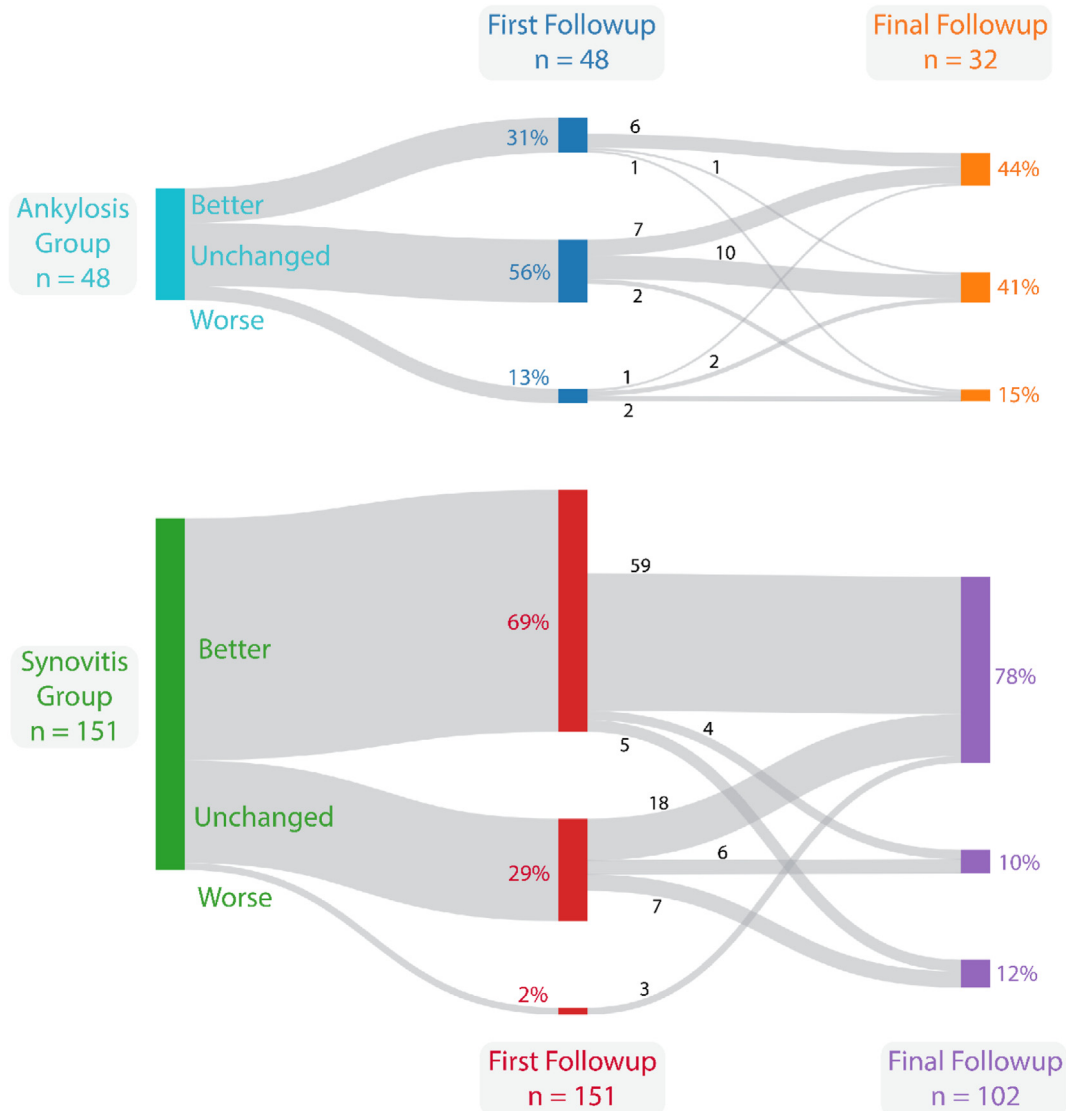 First Followup
n = 48
Final Followup
n = 32
Ankylosis
Group
n = 48
Better
Unchanged
Worse
31%
56%
13%
6
1
1
7
10
2
1
2
2
44%
41%
15%
Synovitis
Group
n = 151
Better
Unchanged
Worse
69%
29%
2%
59
4
5
18
6
7
3
78%
10%
12%
First Followup
n = 151
Final Followup
n = 102